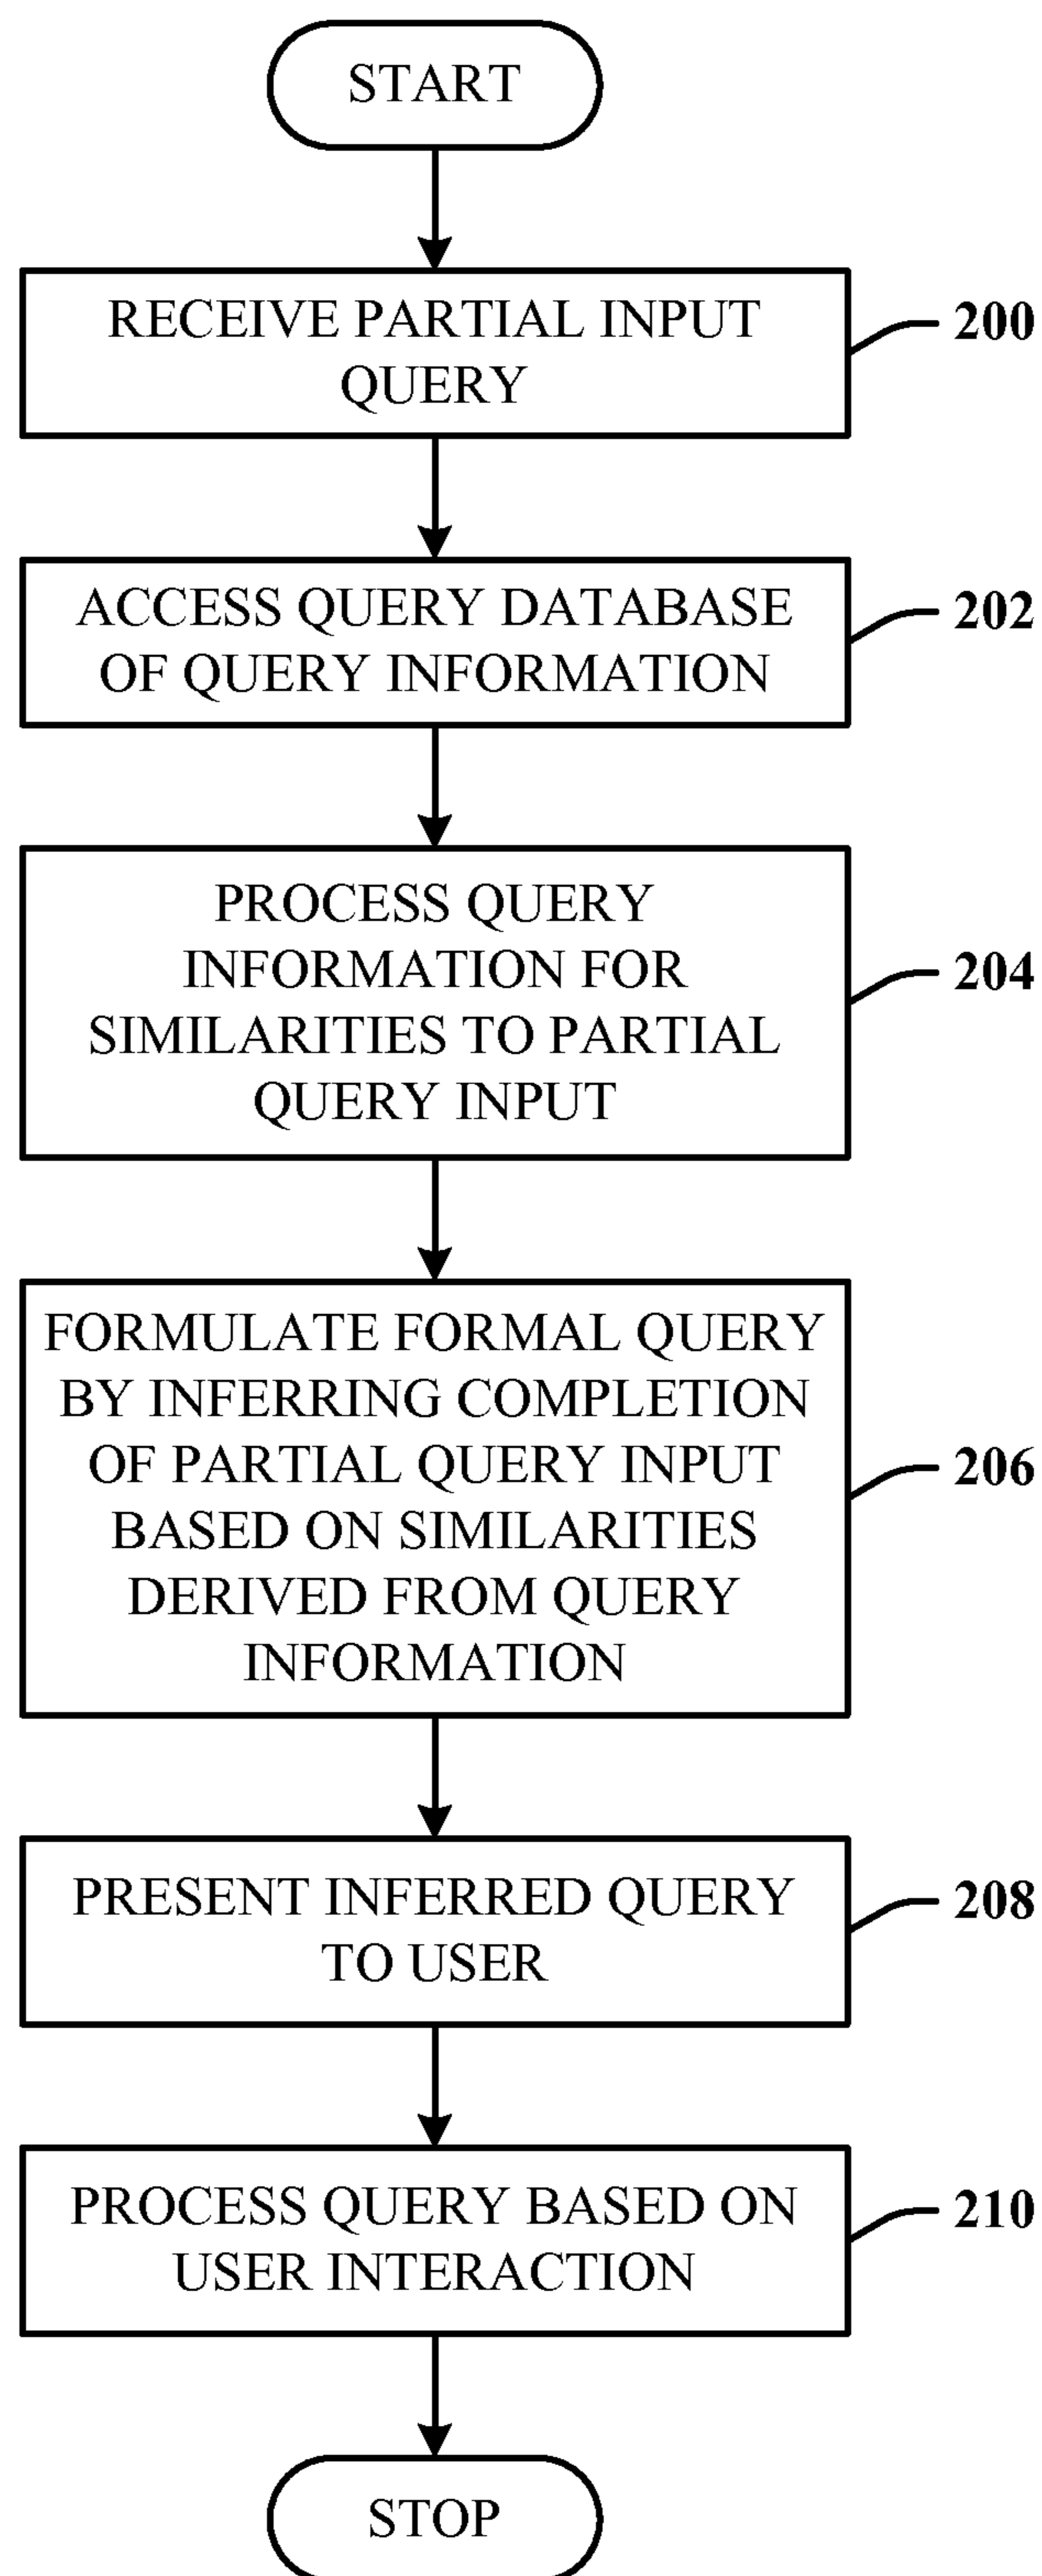 START
RECEIVE PARTIAL INPUT
QUERY
200
ACCESS QUERY DATABASE
OF QUERY INFORMATION
202
PROCESS QUERY
INFORMATION FOR
SIMILARITIES TO PARTIAL
QUERY INPUT
204
FORMULATE FORMAL QUERY
BY INFERRING COMPLETION
OF PARTIAL QUERY INPUT
BASED ON SIMILARITIES
DERIVED FROM QUERY
INFORMATION
206
PRESENT INFERRED QUERY
TO USER
208
PROCESS QUERY BASED ON
USER INTERACTION
210
STOP